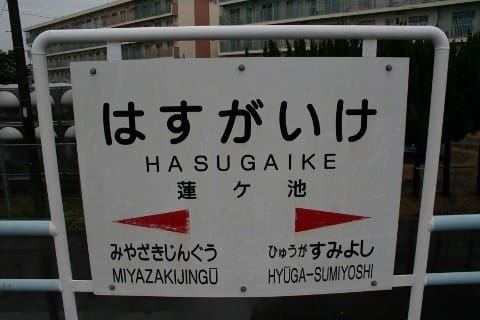 はすがいけ
HASUGAIKE
蓮ケ池
みやざきじんぐう
MIYAZAKIJINGŪ
ひゅうがすみよし
HYŪGA-SUMIYOSHI